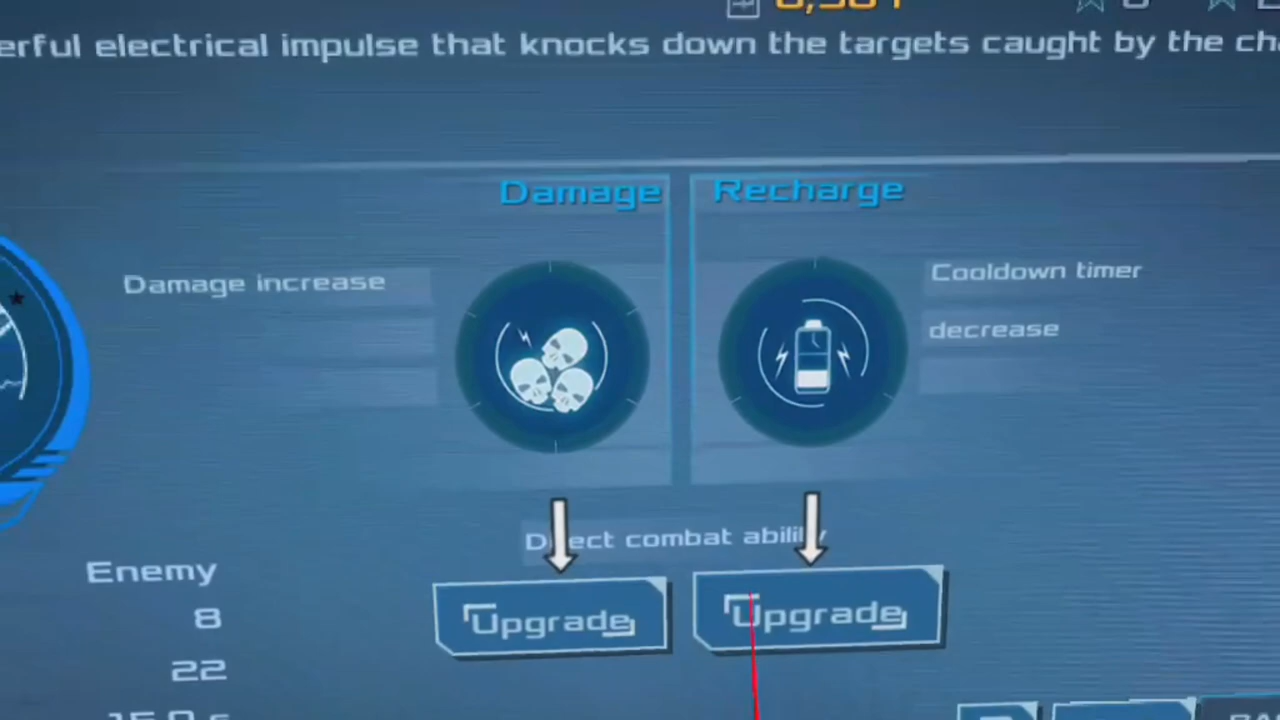 erful electrical impulse that knocks down the targets caught by the ch
Damage
Recharge
Damage increase
Cooldown timer
decrease
Direct combat ability
Upgrade
Upgrade
Enemy
8
22